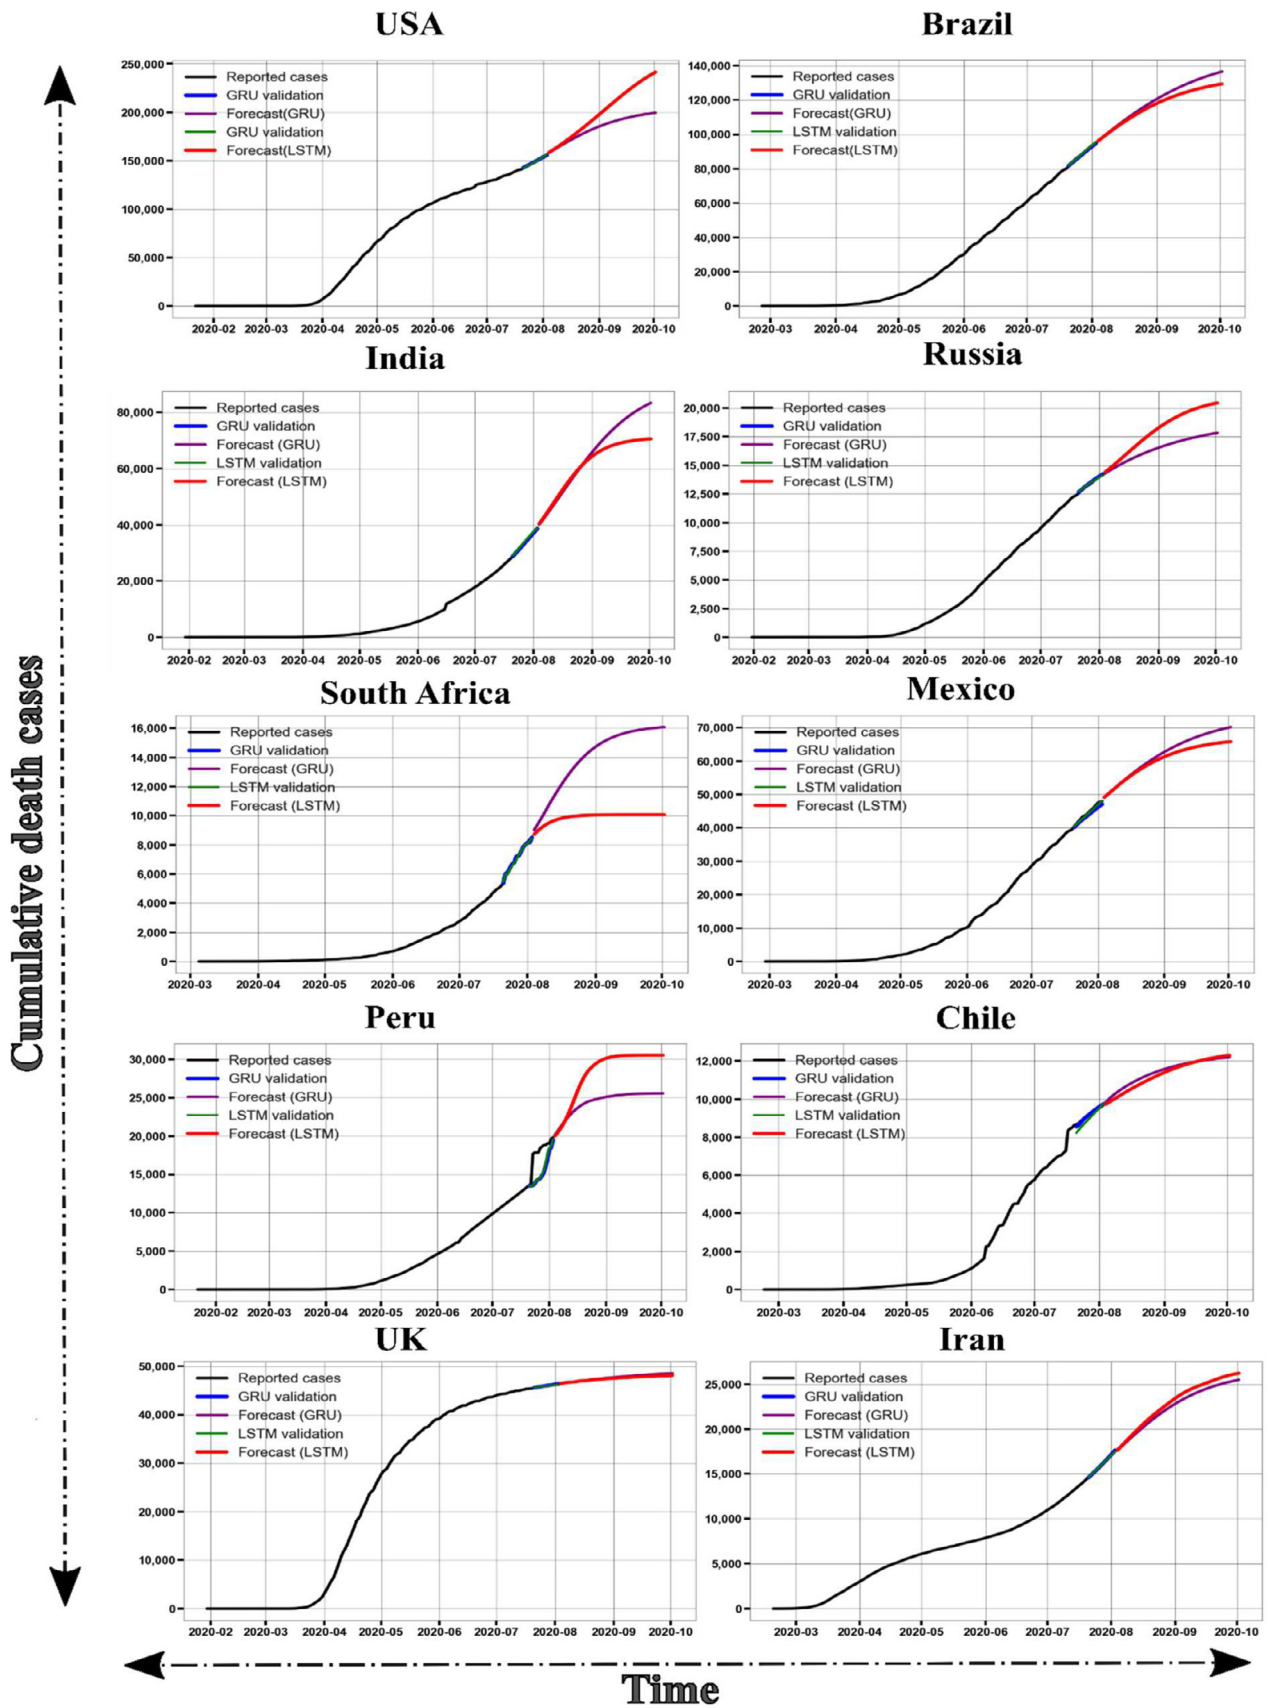 USA
250,000
200,000
150,000
100,000
50,000
0
Reported cases
GRU validation
Forecast(GRU)
GRU validation
Forecast(LSTM)
2020-02 2020-03 2020-04 2020-05 2020-06 2020-07 2020-08 2020-09 2020-10
Brazil
140,000
120,000
100,000
80,000
60,000
40,000
20,000
0
Reported cases
GRU validation
Forecast(GRU)
LSTM validation
Forecast(LSTM)
2020-03 2020-04 2020-05 2020-06 2020-07 2020-08 2020-09 2020-10
India
80,000
60,000
40,000
20,000
0
Reported cases
GRU validation
Forecast (GRU)
LSTM validation
Forecast (LSTM)
2020-02 2020-03 2020-04 2020-05 2020-06 2020-07 2020-08 2020-09 2020-10
Russia
20,000
17,500
15,000
12,500
10,000
7,500
5,000
2,500
0
Reported cases
GRU validation
Forecast (GRU)
LSTM validation
Forecast (LSTM)
2020-02 2020-03 2020-04 2020-05 2020-06 2020-07 2020-08 2020-09 2020-10
South Africa
16,000
14,000
12,000
10,000
8,000
6,000
4,000
2,000
0
Reported cases
GRU validation
Forecast (GRU)
LSTM validation
Forecast (LSTM)
2020-03 2020-04 2020-05 2020-06 2020-07 2020-08 2020-09 2020-10
Mexico
70,000
60,000
50,000
40,000
30,000
20,000
10,000
0
Reported cases
GRU validation
Forecast (GRU)
LSTM validation
Forecast (LSTM)
2020-03 2020-04 2020-05 2020-06 2020-07 2020-08 2020-09 2020-10
Peru
30,000
25,000
20,000
15,000
10,000
5,000
0
Reported cases
GRU validation
Forecast (GRU)
LSTM validation
Forecast (LSTM)
2020-02 2020-03 2020-04 2020-05 2020-06 2020-07 2020-08 2020-09 2020-10
Chile
12,000
10,000
8,000
6,000
4,000
2,000
0
Reported cases
GRU validation
Forecast (GRU)
LSTM validation
Forecast (LSTM)
2020-03 2020-04 2020-05 2020-06 2020-07 2020-08 2020-09 2020-10
UK
50,000
40,000
30,000
20,000
10,000
0
Reported cases
GRU validation
Forecast (GRU)
LSTM validation
Forecast (LSTM)
2020-02 2020-03 2020-04 2020-05 2020-06 2020-07 2020-08 2020-09 2020-10
Iran
25,000
20,000
15,000
10,000
5,000
0
Reported cases
GRU validation
Forecast (GRU)
LSTM validation
Forecast (LSTM)
2020-03 2020-04 2020-05 2020-06 2020-07 2020-08 2020-09 2020-10
Cumulative death cases
Time